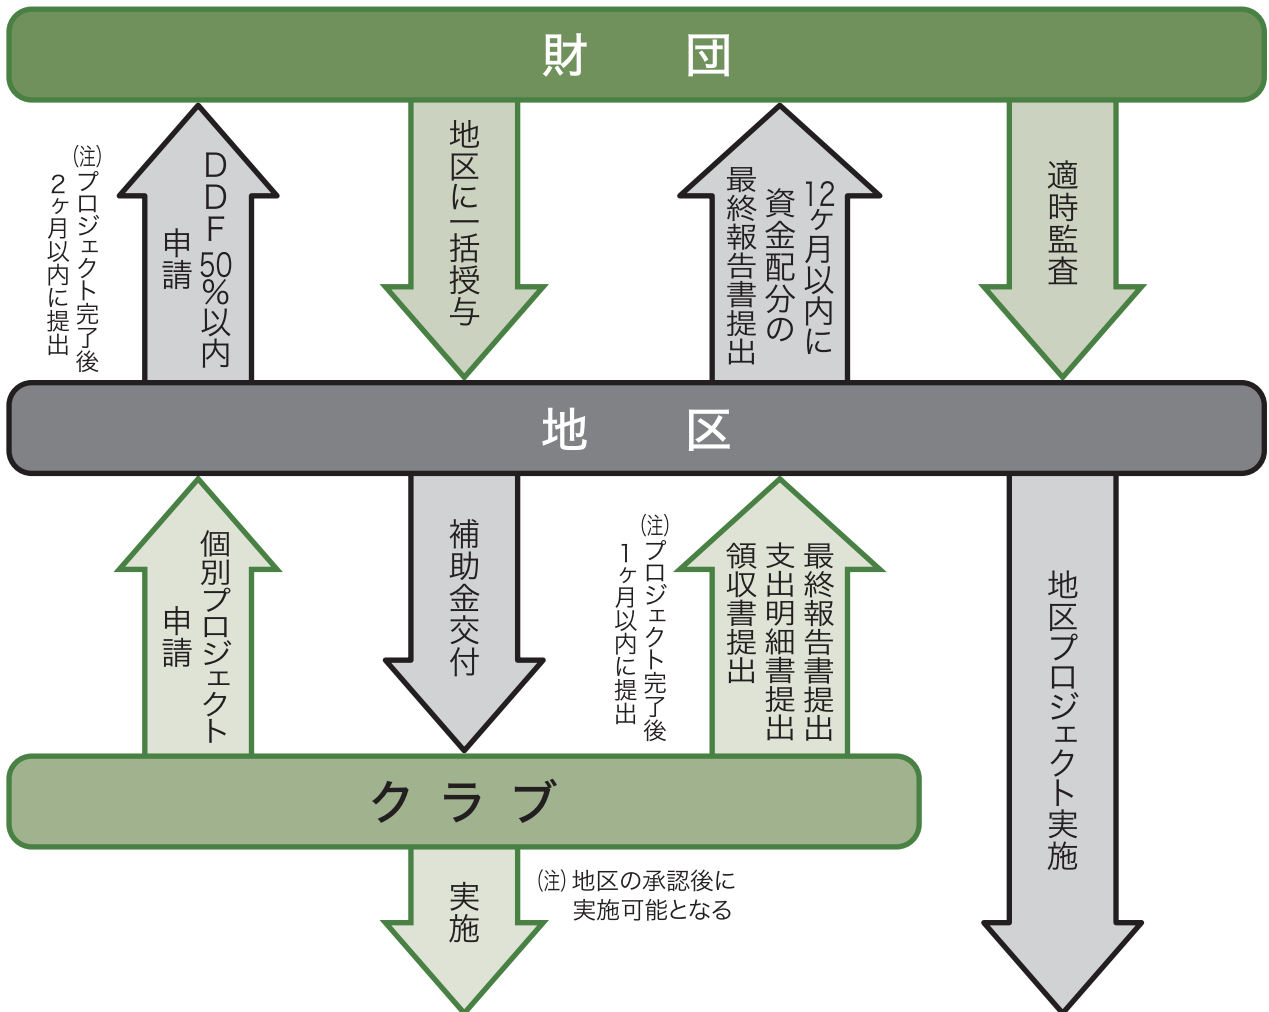 財団
（注）プロジェクト完了後
２ヶ月以内に提出
ＤＤＦ50％以内
申請
地区に一括授与
12ヶ月以内に
資金配分の
最終報告書提出
適時監査
地区
個別プロジェクト
申請
補助金交付
（注）プロジェクト完了後
１ヶ月以内に提出
最終報告書提出
支出明細書提出
領収書提出
地区プロジェクト実施
クラブ
実施
（注）地区の承認後に
実施可能となる